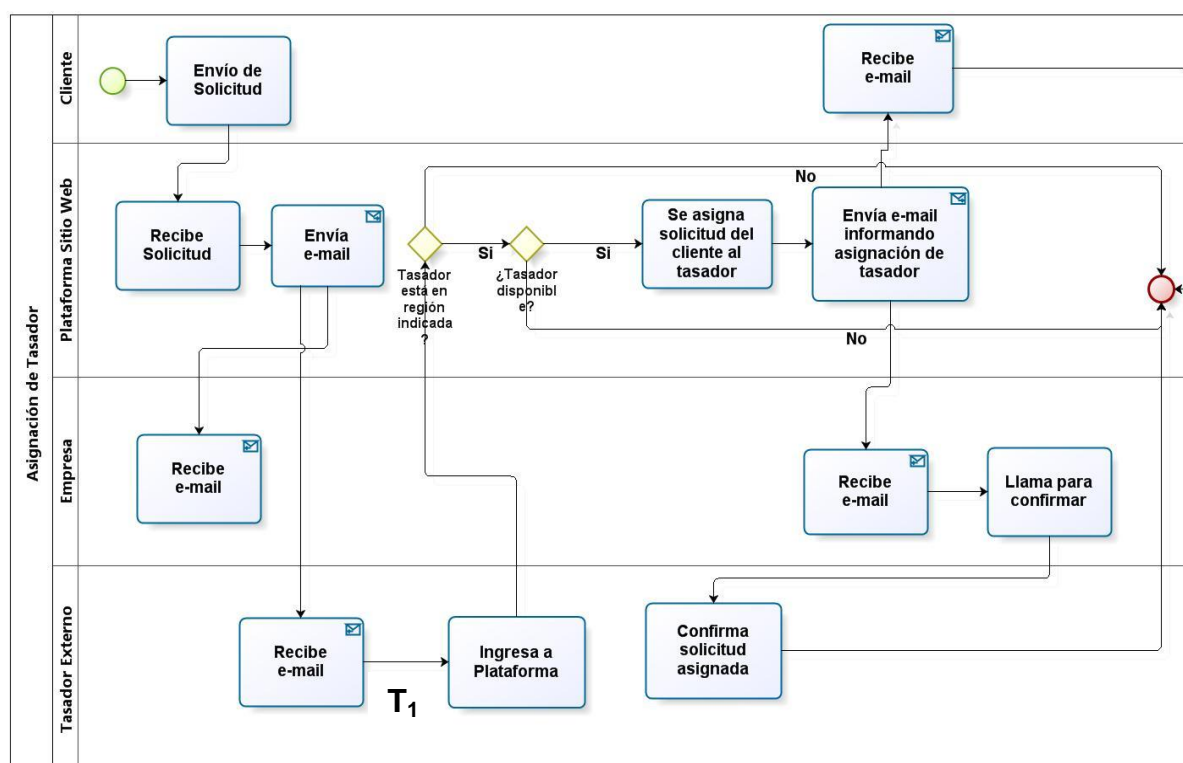 Asignación de Tasador
Cliente
Envío de
Solicitud
Recibe
e-mail
Plataforma Sitio Web
Recibe
Solicitud
Envía
e-mail
Tasador
está en
región
indicada
?
Si
¿Tasador
disponibl
e?
Si
No
No
Se asigna
solicitud del
cliente al
tasador
Envía e-mail
informando
asignación de
tasador
Empresa
Recibe
e-mail
Recibe
e-mail
Llama para
confirmar
Tasador Externo
Recibe
e-mail
T₁
Ingresa a
Plataforma
Confirma
solicitud
asignada